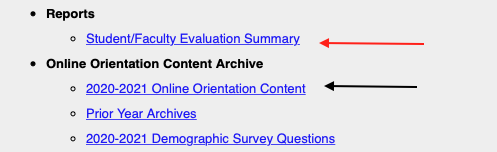 Reports
Student/Faculty Evaluation Summary
Online Orientation Content Archive
2020-2021 Online Orientation Content
Prior Year Archives
2020-2021 Demographic Survey Questions